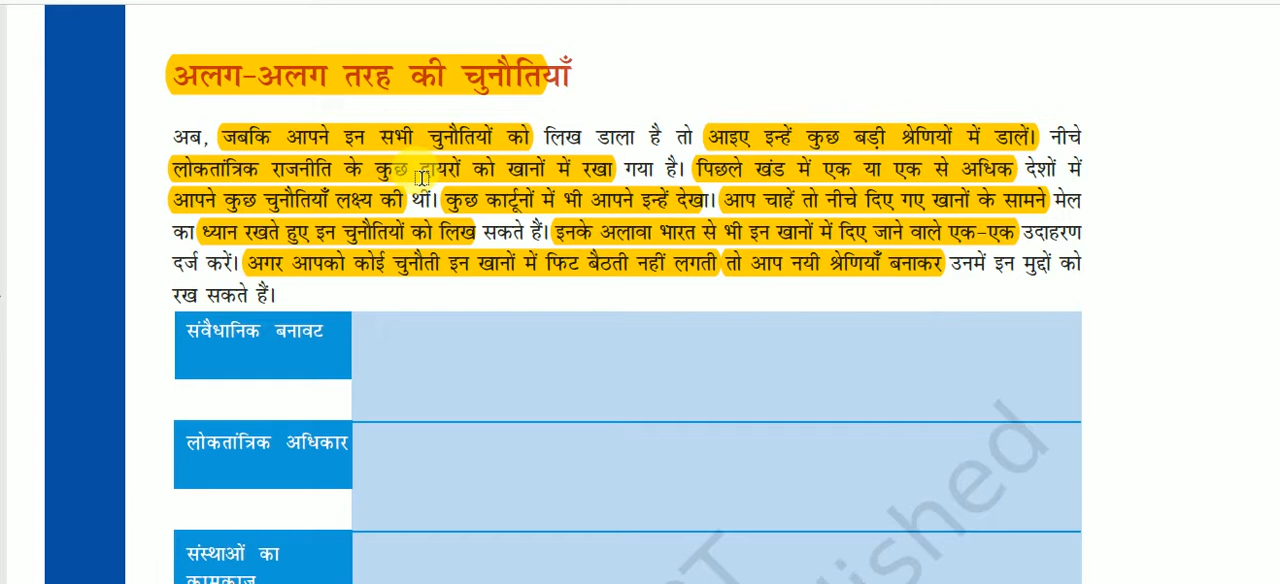 अलग-अलग तरह की चुनौतियाँ
अब, जबकि आपने इन सभी चुनौतियों को लिख डाला है तो आइए इन्हें कुछ बड़ी श्रेणियों में डालें। नीचे
लोकतांत्रिक राजनीति के कुछ दायरों को खानों में रखा गया है। पिछले खंड में एक या एक से अधिक देशों में
आपने कुछ चुनौतियाँ लक्ष्य की थीं। कुछ कार्टूनों में भी आपने इन्हें देखा। आप चाहें तो नीचे दिए गए खानों के सामने मेल
का ध्यान रखते हुए इन चुनौतियों को लिख सकते हैं। इनके अलावा भारत से भी इन खानों में दिए जाने वाले एक-एक उदाहरण
दर्ज करें। अगर आपको कोई चुनौती इन खानों में फिट बैठती नहीं लगती तो आप नयी श्रेणियाँ बनाकर उनमें इन मुद्दों को
रख सकते हैं।
संवैधानिक बनावट
लोकतांत्रिक अधिकार
संस्थाओं का
कामकाज